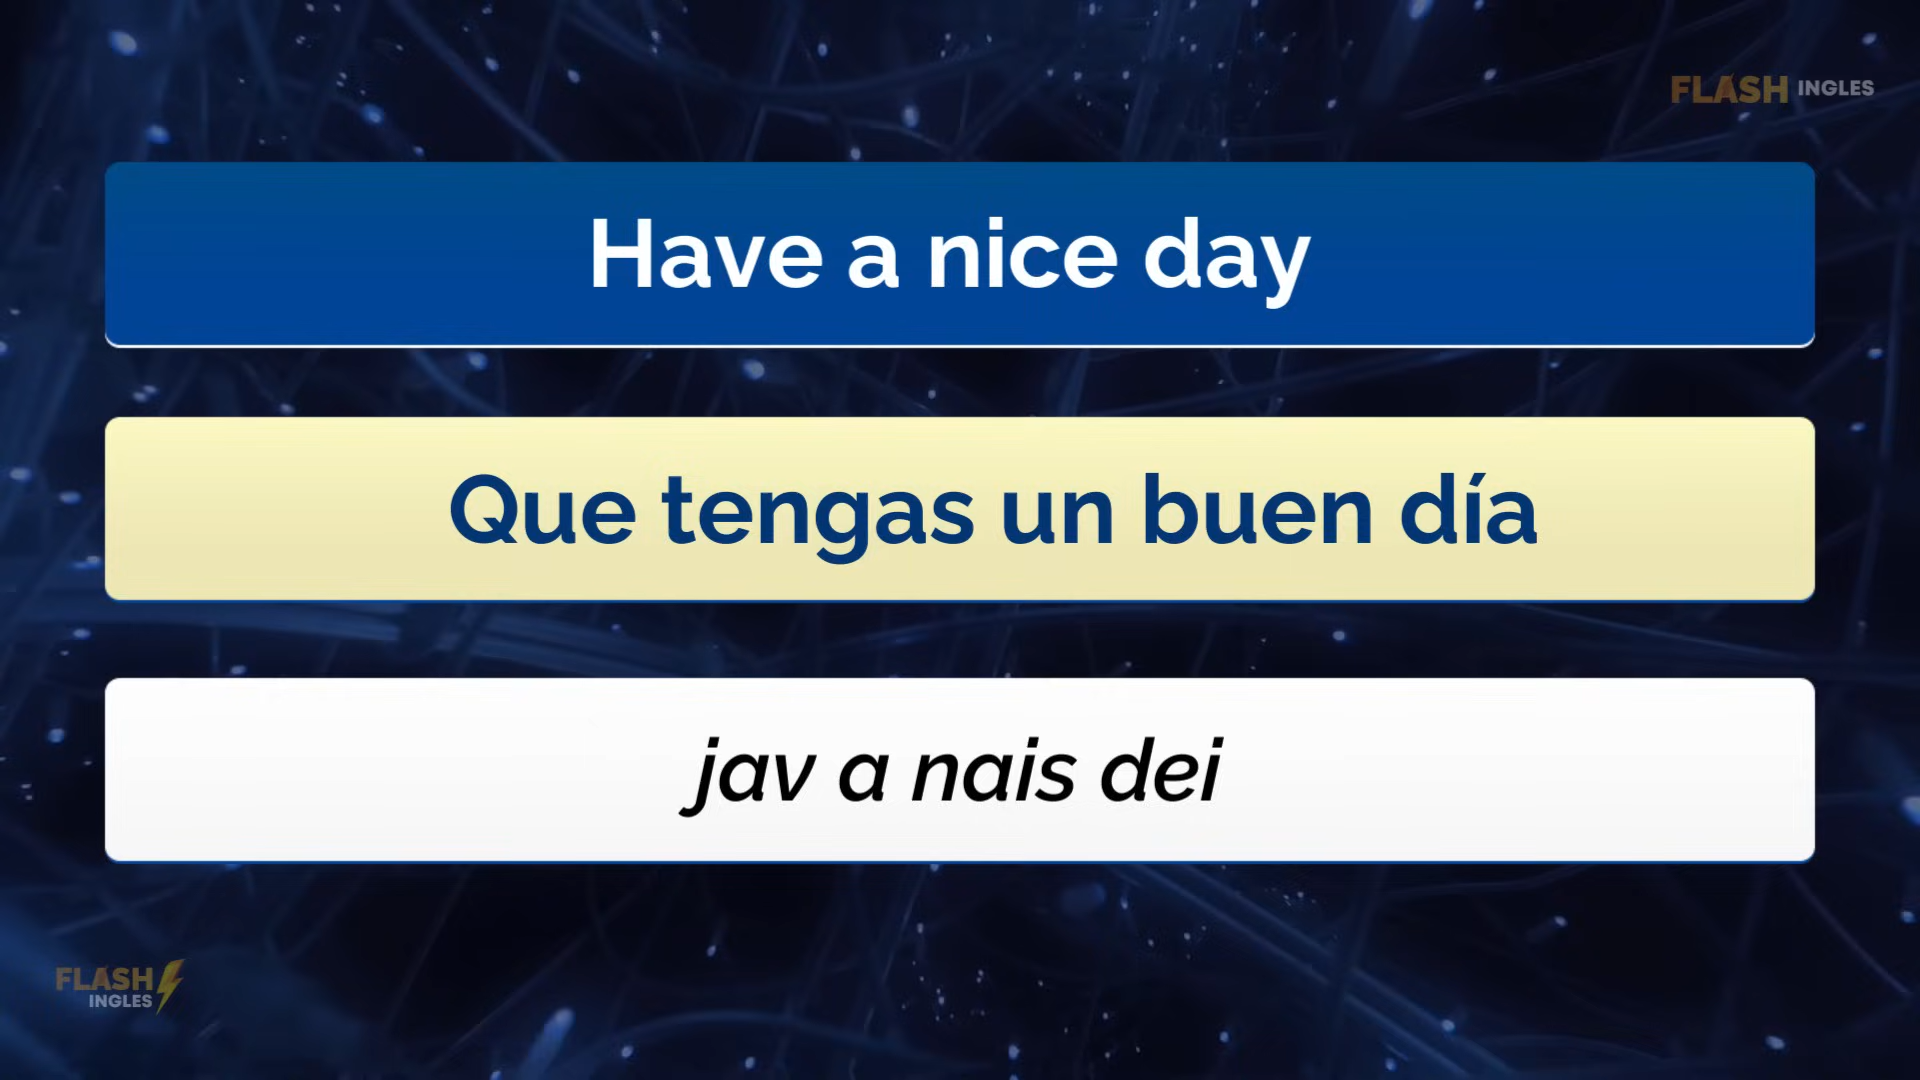 FLASH INGLES
Have a nice day
Que tengas un buen día
jav a nais dei
FLASH
INGLES